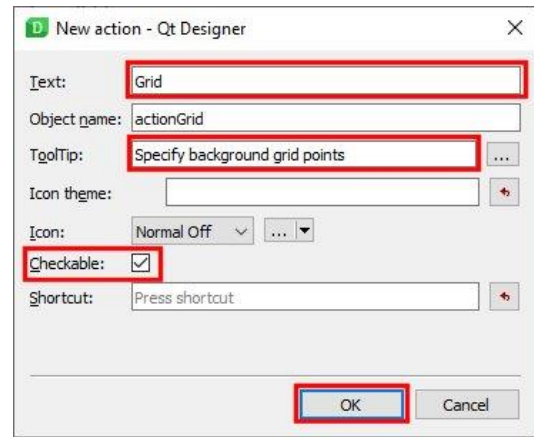 D New action - Qt Designer
Text: Grid
Object name: actionGrid
ToolTip: Specify background grid points ...
Icon theme:
Icon: Normal Off ...
Checkable:
Shortcut: Press shortcut
OK Cancel